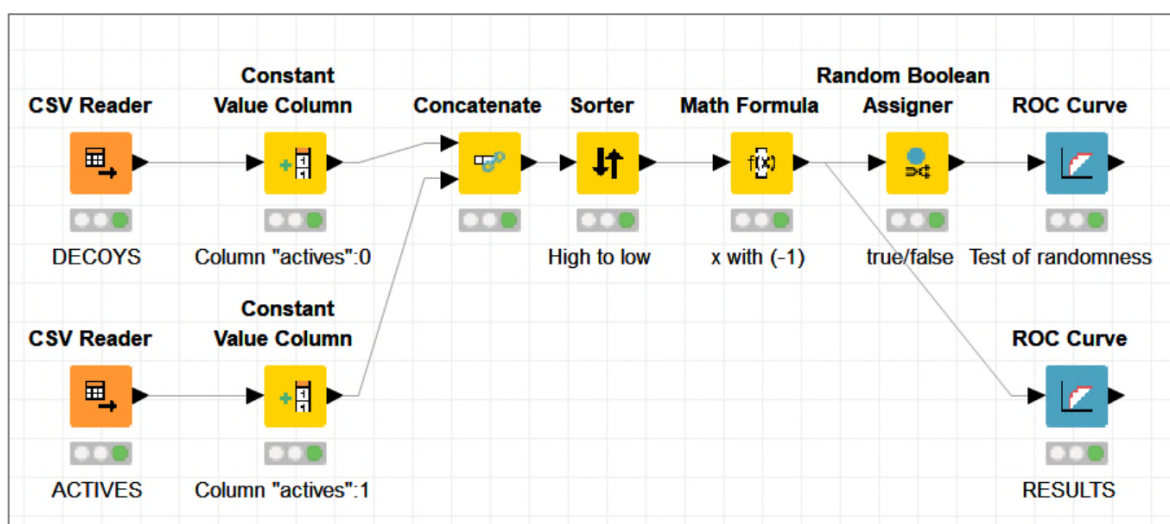 Constant
Random Boolean
CSV Reader
Value Column
Concatenate
Sorter
Math Formula
Assigner
ROC Curve
f(x)
DECOYS
Column "actives":0
High to low
x with (-1)
true/false
Test of randomness
Constant
CSV Reader
Value Column
ROC Curve
ACTIVES
Column "actives":1
RESULTS